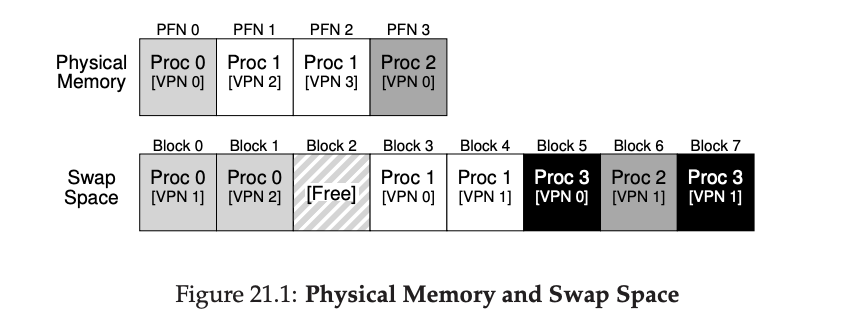 PFN 0 PFN 1 PFN 2 PFN 3
Physical Memory
Proc 0 Proc 1 Proc 1 Proc 2
[VPN 0] [VPN 2] [VPN 3] [VPN 0]
Block 0 Block 1 Block 2 Block 3 Block 4 Block 5 Block 6 Block 7
Swap Space
Proc 0 Proc 0 [Free] Proc 1 Proc 1 Proc 3 Proc 2 Proc 3
[VPN 1] [VPN 2] [VPN 0] [VPN 1] [VPN 0] [VPN 1] [VPN 1]
Figure 21.1: Physical Memory and Swap Space